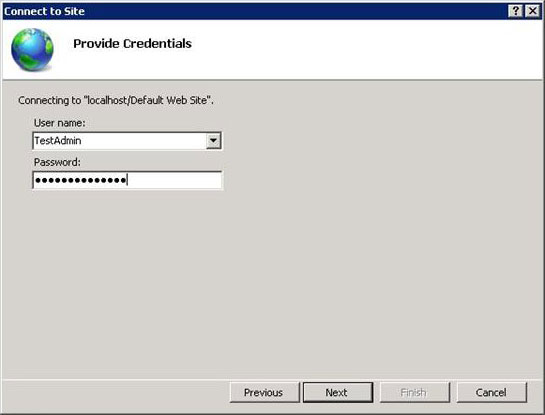 Connect to Site
Provide Credentials
Connecting to "localhost/Default Web Site".
User name:
TestAdmin
Password:
●●●●●●●●●●●●●●
Previous Next Finish Cancel